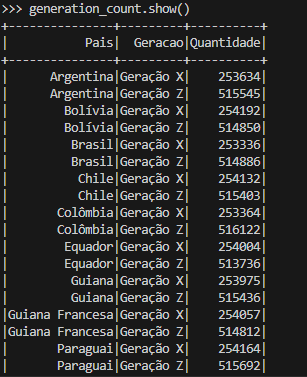 >>> generation_count.show()
+-------------+---------+----------+
|         Pais|  Geracao|Quantidade|
+-------------+---------+----------+
|    Argentina|Geração X|    253634|
|    Argentina|Geração Z|    515545|
|      Bolívia|Geração X|    254192|
|      Bolívia|Geração Z|    514850|
|       Brasil|Geração X|    253336|
|       Brasil|Geração Z|    514886|
|        Chile|Geração X|    254132|
|        Chile|Geração Z|    515403|
|     Colômbia|Geração X|    253364|
|     Colômbia|Geração Z|    516122|
|      Equador|Geração X|    254004|
|      Equador|Geração Z|    513736|
|       Guiana|Geração X|    253975|
|       Guiana|Geração Z|    515436|
|Guiana Francesa|Geração X|    254057|
|Guiana Francesa|Geração Z|    514812|
|     Paraguai|Geração X|    254164|
|     Paraguai|Geração Z|    515692|